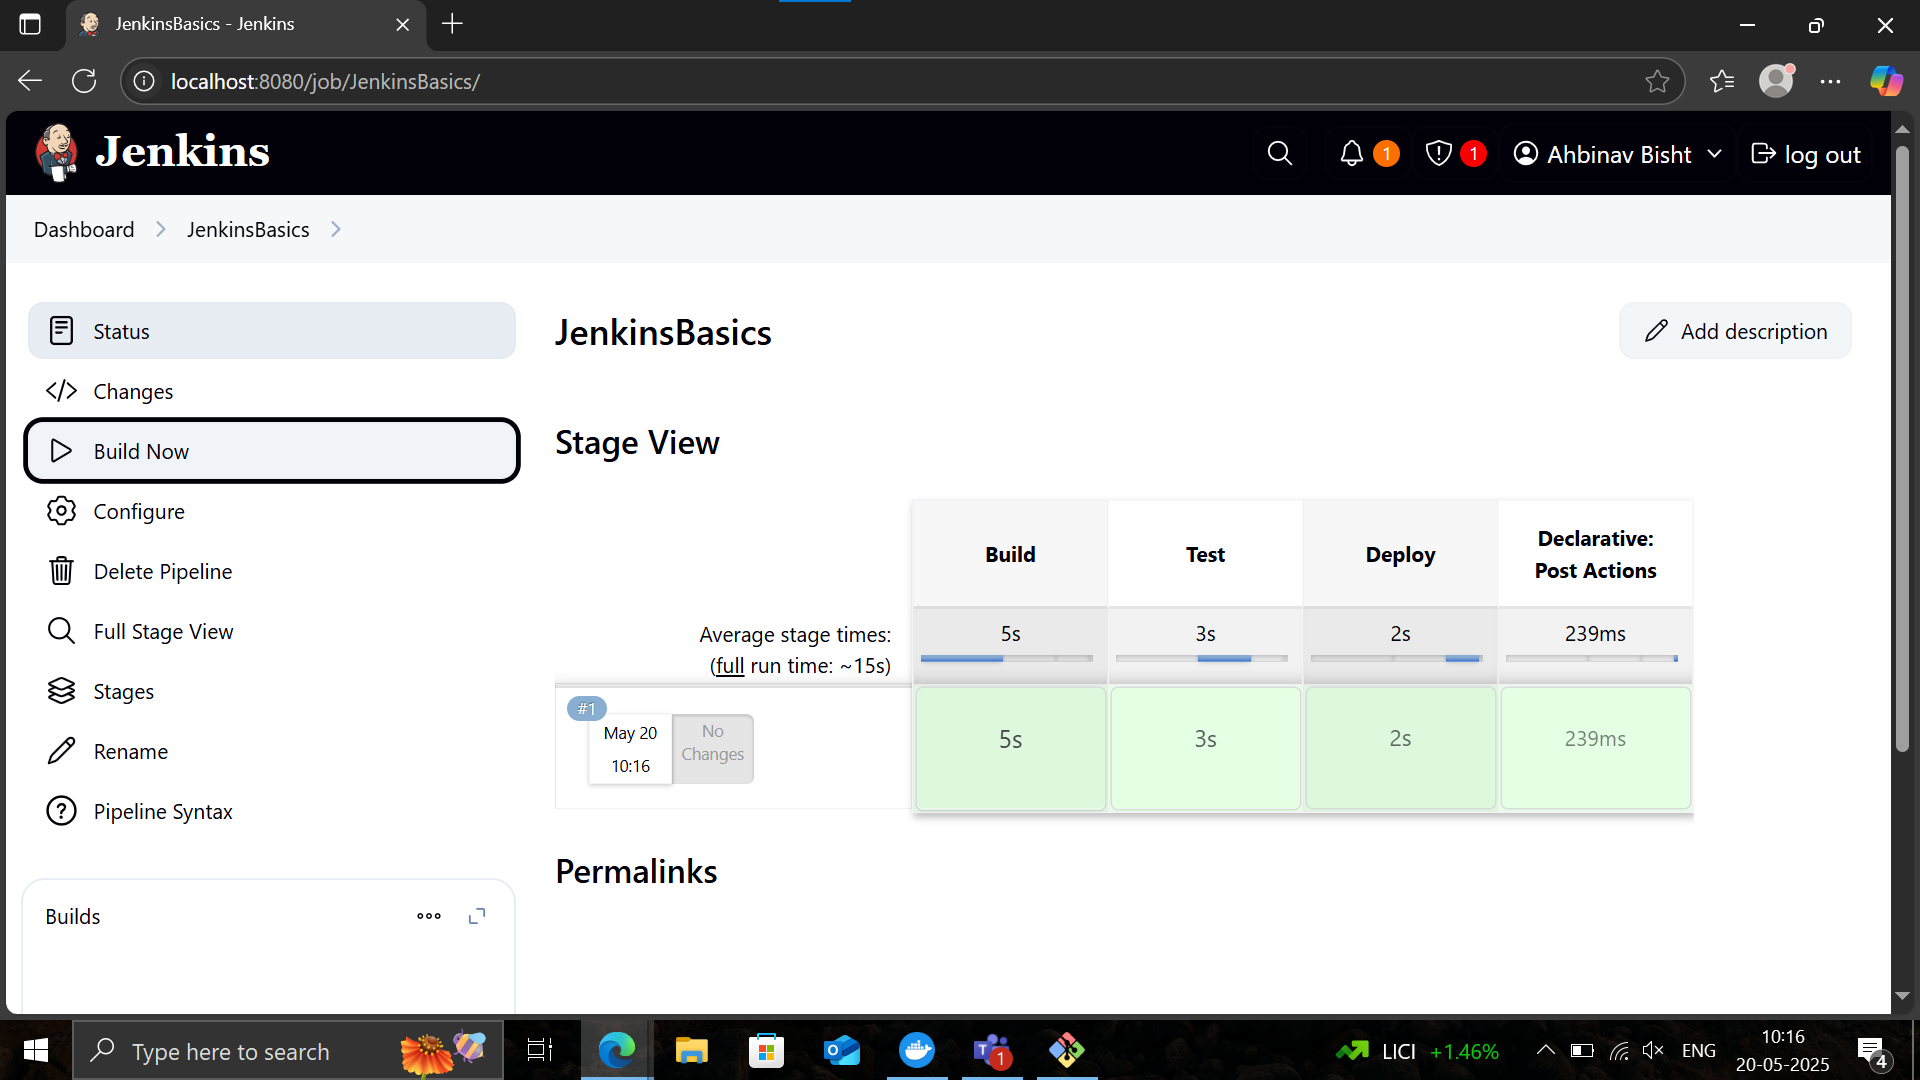 JenkinsBasics - Jenkins
localhost:8080/job/JenkinsBasics/
Jenkins
1
1
Ahbinav Bisht
log out
Dashboard
JenkinsBasics
Status
Changes
Build Now
Configure
Delete Pipeline
Full Stage View
Stages
Rename
Pipeline Syntax
Builds
JenkinsBasics
Add description
Stage View
Build
Test
Deploy
Declarative:
Post Actions
Average stage times:
(full run time: ~15s)
5s
3s
2s
239ms
#1
May 20
10:16
No
Changes
5s
3s
2s
239ms
Permalinks
Type here to search
T
1
LICI +1.46%
ENG
10:16
20-05-2025
4